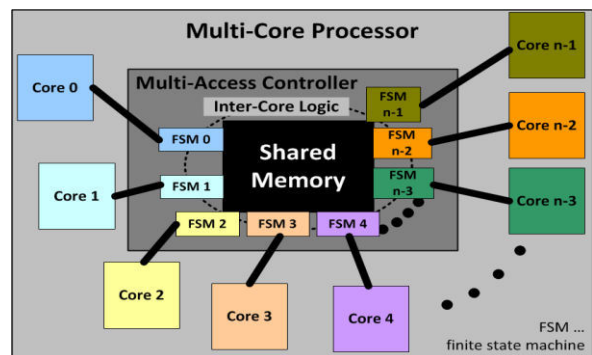 Multi-Core Processor
Core n-1
Core 0
Multi-Access Controller
Inter-Core Logic
FSM
n-1
FSM 0
FSM
n-2
Core n-2
Shared
Memory
Core 1
FSM 1
FSM
n-3
Core n-3
FSM 2
FSM 3
FSM 4
Core 2
Core 3
Core 4
FSM ...
finite state machine